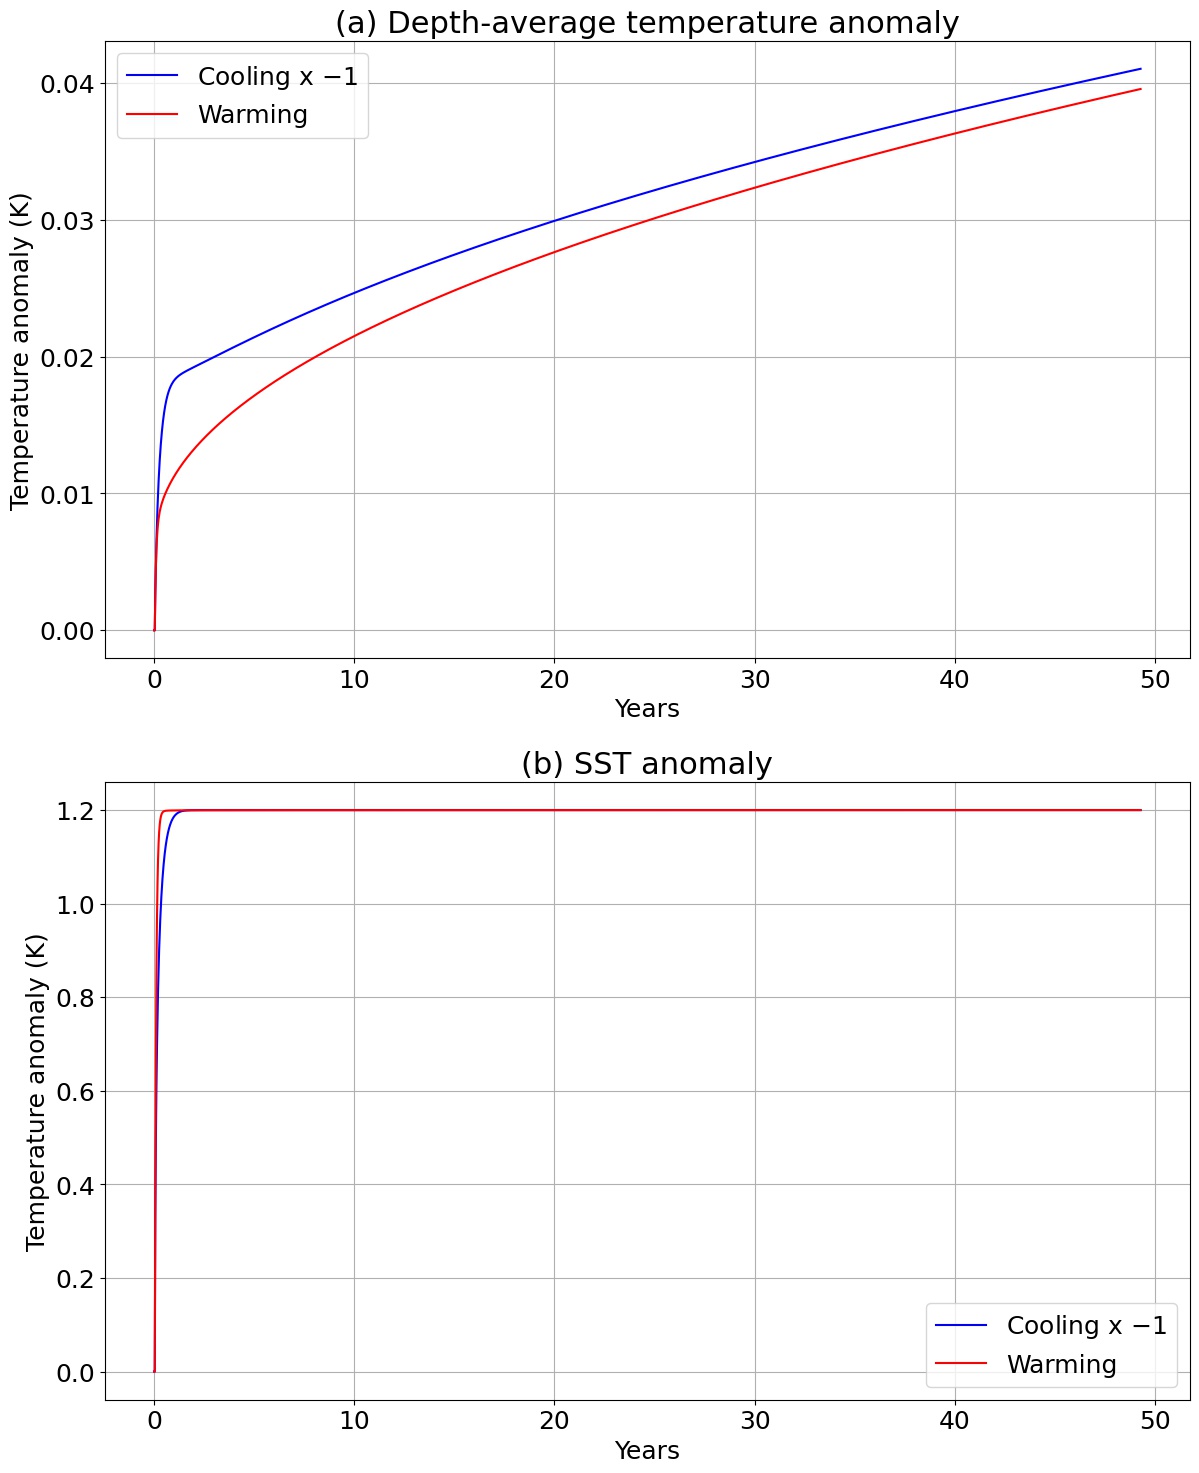 (a) Depth-average temperature anomaly
Cooling x −1
Warming
Temperature anomaly (K)
0.04
0.03
0.02
0.01
0.00
0 10 20 30 40 50
Years
(b) SST anomaly
Temperature anomaly (K)
1.2
1.0
0.8
0.6
0.4
0.2
0.0
Cooling x −1
Warming
0 10 20 30 40 50
Years